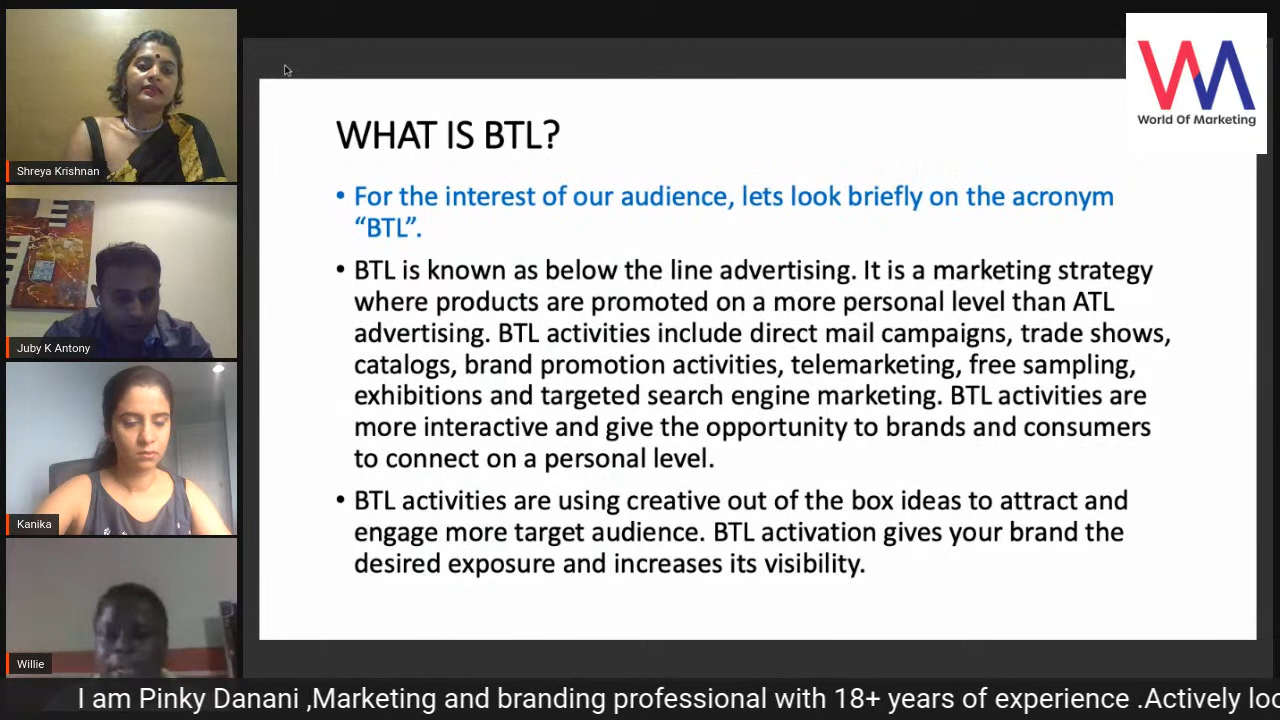 Shreya Krishnan
Juby K Antony
Kanika
Willie
WA
World Of Marketing
WHAT IS BTL?
• For the interest of our audience, lets look briefly on the acronym
“BTL”.
• BTL is known as below the line advertising. It is a marketing strategy
where products are promoted on a more personal level than ATL
advertising. BTL activities include direct mail campaigns, trade shows,
catalogs, brand promotion activities, telemarketing, free sampling,
exhibitions and targeted search engine marketing. BTL activities are
more interactive and give the opportunity to brands and consumers
to connect on a personal level.
• BTL activities are using creative out of the box ideas to attract and
engage more target audience. BTL activation gives your brand the
desired exposure and increases its visibility.
I am Pinky Danani ,Marketing and branding professional with 18+ years of experience .Actively loo